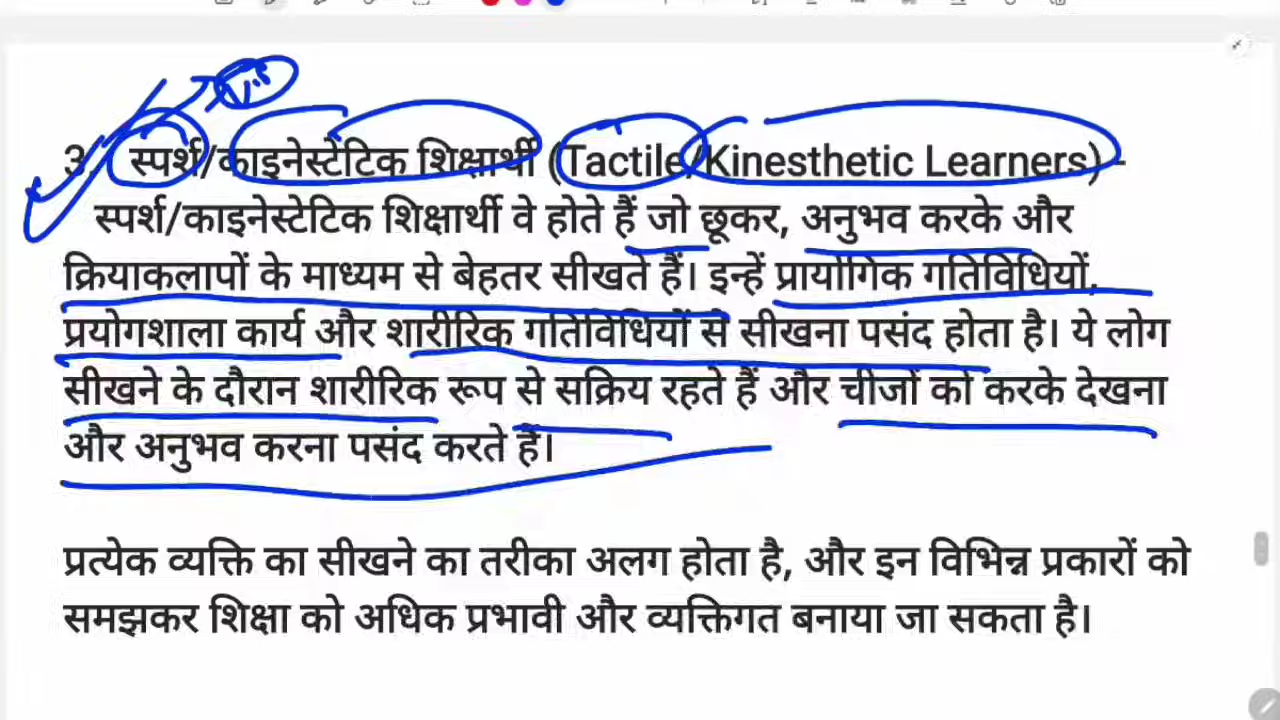 3. स्पर्श/काइनेस्टेटिक शिक्षार्थी (Tactile/Kinesthetic Learners) -
स्पर्श/काइनेस्टेटिक शिक्षार्थी वे होते हैं जो छूकर, अनुभव करके और
क्रियाकलापों के माध्यम से बेहतर सीखते हैं। इन्हें प्रायोगिक गतिविधियों,
प्रयोगशाला कार्य और शारीरिक गतिविधियों से सीखना पसंद होता है। ये लोग
सीखने के दौरान शारीरिक रूप से सक्रिय रहते हैं और चीजों को करके देखना
और अनुभव करना पसंद करते हैं।
प्रत्येक व्यक्ति का सीखने का तरीका अलग होता है, और इन विभिन्न प्रकारों को
समझकर शिक्षा को अधिक प्रभावी और व्यक्तिगत बनाया जा सकता है।